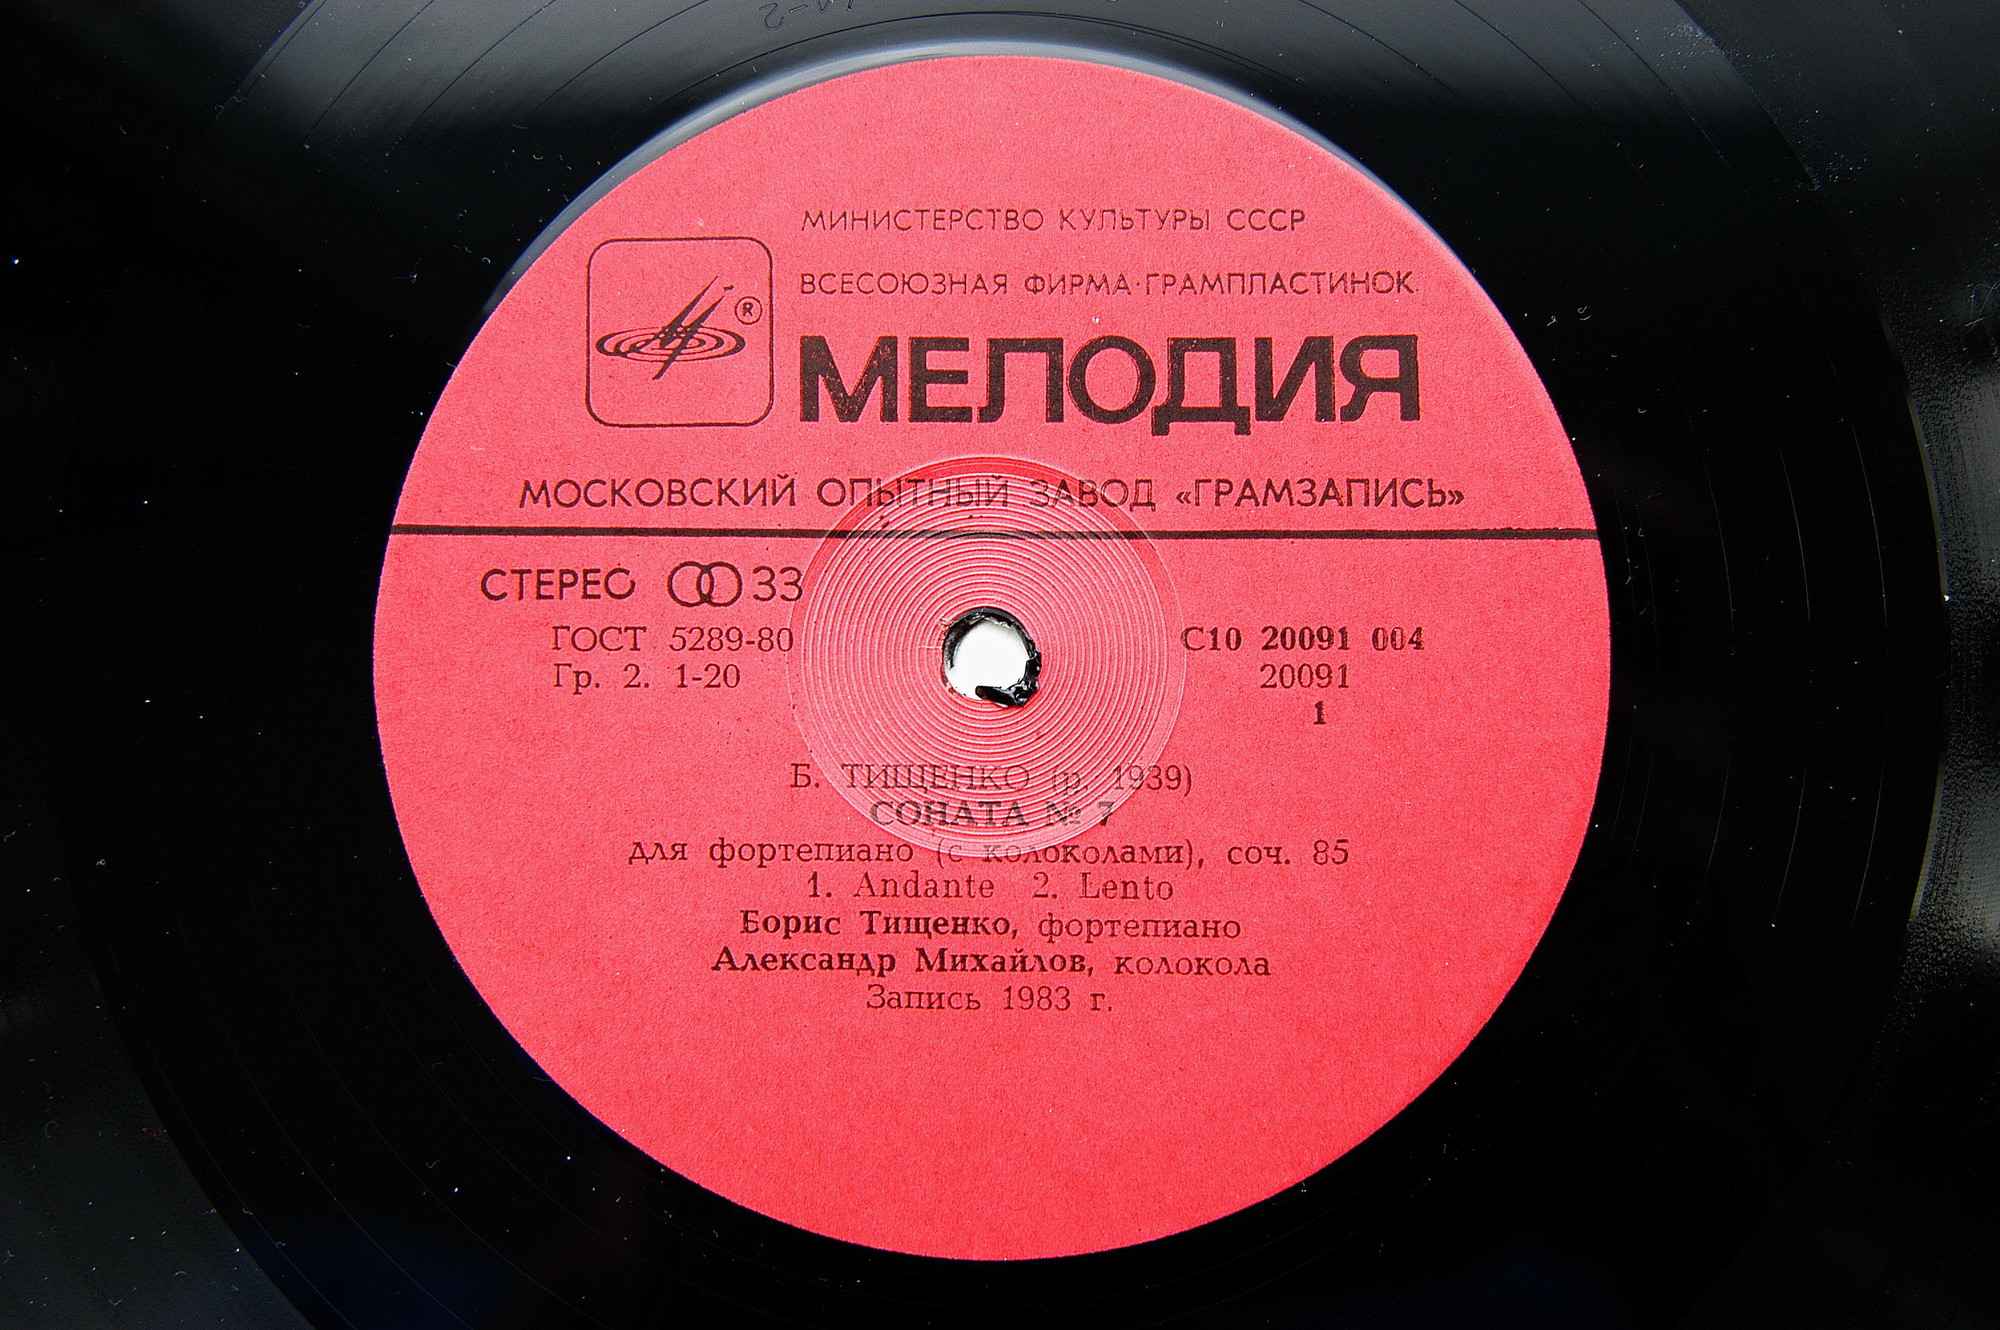 МИНИСТЕРСТВО КУЛЬТУРЫ СССР
ВСЕСОЮЗНАЯ ФИРМА·ГРАМПЛАСТИНОК
®
МЕЛОДИЯ
МОСКОВСКИЙ ОПЫТНЫЙ ЗАВОД «ГРАМЗАПИСЬ»
СТЕРЕО 33
ГОСТ 5289-80
Гр. 2. 1-20
С10 20091 004
20091
1
Б. ТИЩЕНКО (р. 1939)
СОНАТА № 7
для фортепиано (с колоколами), соч. 85
1. Andante 2. Lento
Борис Тищенко, фортепиано
Александр Михайлов, колокола
Запись 1983 г.